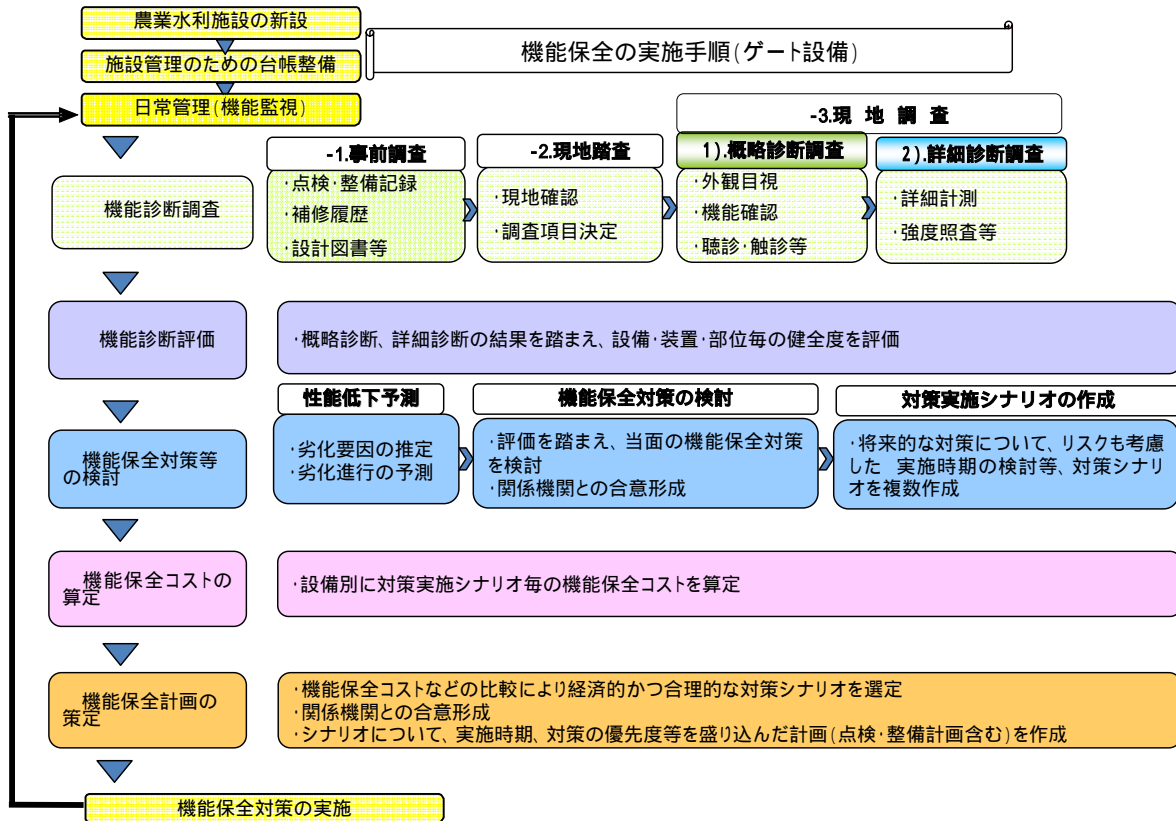 農業水利施設の新設
機能保全の実施手順(ゲート設備)
施設管理のための台帳整備
日常管理(機能監視)
-3.現 地 調 査
-1.事前調査
-2.現地踏査
1).概略診断調査
2).詳細診断調査
機能診断調査
・点検・整備記録
・補修履歴
・設計図書等
・現地確認
・調査項目決定
・外観目視
・機能確認
・聴診・触診等
・詳細計測
・強度照査等
機能診断評価
・概略診断、詳細診断の結果を踏まえ、設備・装置・部位毎の健全度を評価
性能低下予測
機能保全対策の検討
対策実施シナリオの作成
機能保全対策等
の検討
・劣化要因の推定
・劣化進行の予測
・評価を踏まえ、当面の機能保全対策
を検討
・関係機関との合意形成
・将来的な対策について、リスクも考慮
した 実施時期の検討等、対策シナリ
オを複数作成
機能保全コストの
算定
・設備別に対策実施シナリオ毎の機能保全コストを算定
機能保全計画の
策定
・機能保全コストなどの比較により経済的かつ合理的な対策シナリオを選定
・関係機関との合意形成
・シナリオについて、実施時期、対策の優先度等を盛り込んだ計画(点検・整備計画含む)を作成
機能保全対策の実施